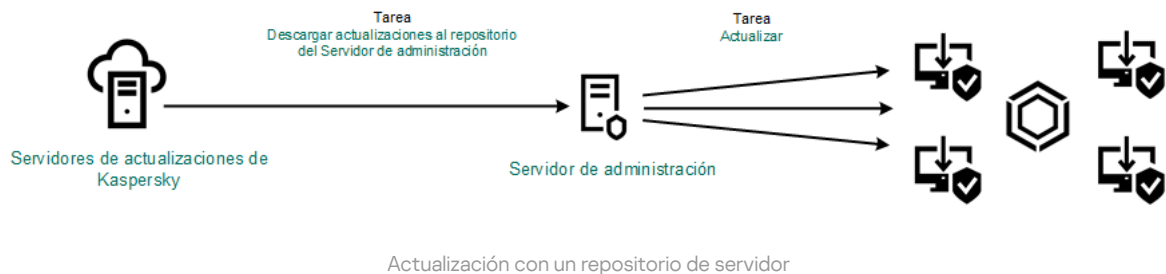 Tarea
Descargar actualizaciones al repositorio
del Servidor de administración
Tarea
Actualizar
Servidores de actualizaciones de
Kaspersky
Servidor de administración
Actualización con un repositorio de servidor